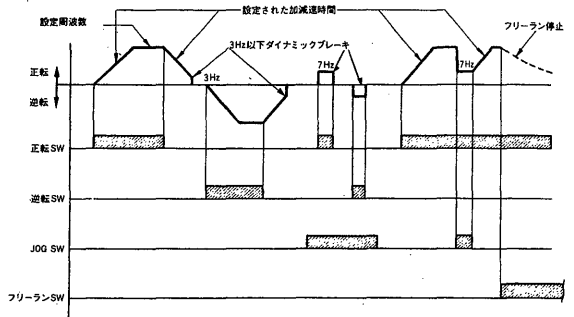 設定された加減速時間
設定周波数
フリーラン停止
3Hz以下ダイナミックブレーキ
正転
逆転
3Hz
7Hz
7Hz
正転SW
逆転SW
JOG SW
フリーランSW